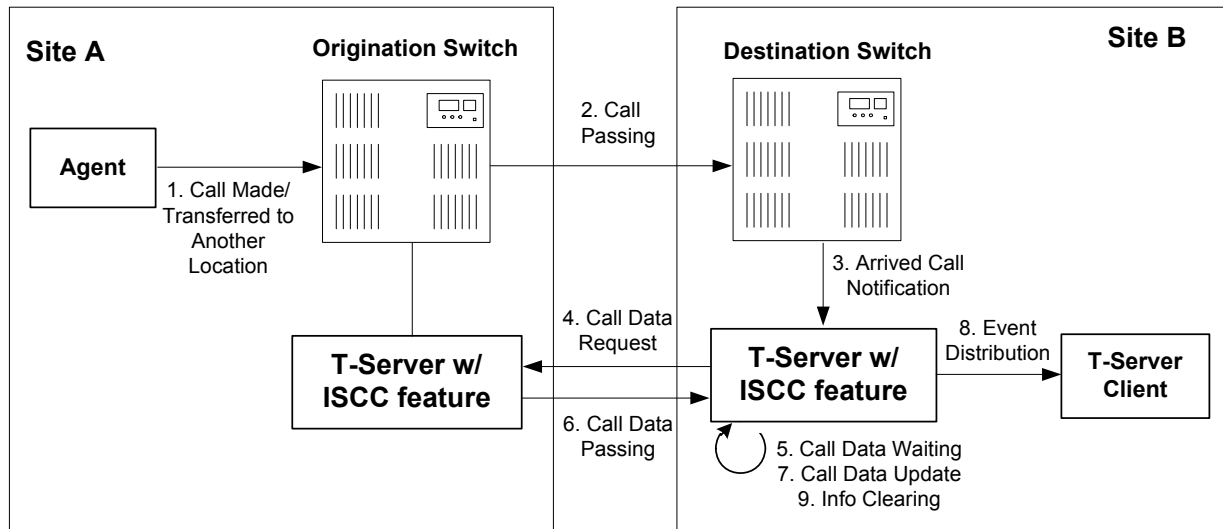 Site A
Origination Switch
Destination Switch
Site B
Agent
1. Call Made/
Transferred to
Another
Location
2. Call
Passing
3. Arrived Call
Notification
4. Call Data
Request
T-Server w/
ISCC feature
T-Server w/
ISCC feature
8. Event
Distribution
T-Server
Client
6. Call Data
Passing
5. Call Data Waiting
7. Call Data Update
9. Info Clearing